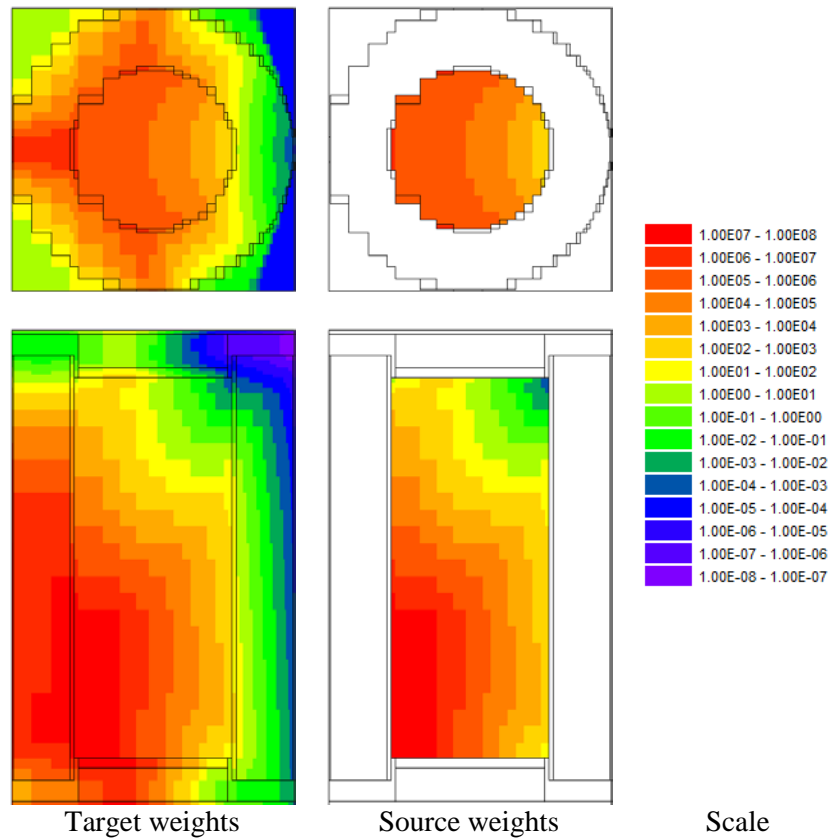 1.00E07 - 1.00E08
1.00E06 - 1.00E07
1.00E05 - 1.00E06
1.00E04 - 1.00E05
1.00E03 - 1.00E04
1.00E02 - 1.00E03
1.00E01 - 1.00E02
1.00E00 - 1.00E01
1.00E-01 - 1.00E00
1.00E-02 - 1.00E-01
1.00E-03 - 1.00E-02
1.00E-04 - 1.00E-03
1.00E-05 - 1.00E-04
1.00E-06 - 1.00E-05
1.00E-07 - 1.00E-06
1.00E-08 - 1.00E-07
Target weights
Source weights
Scale